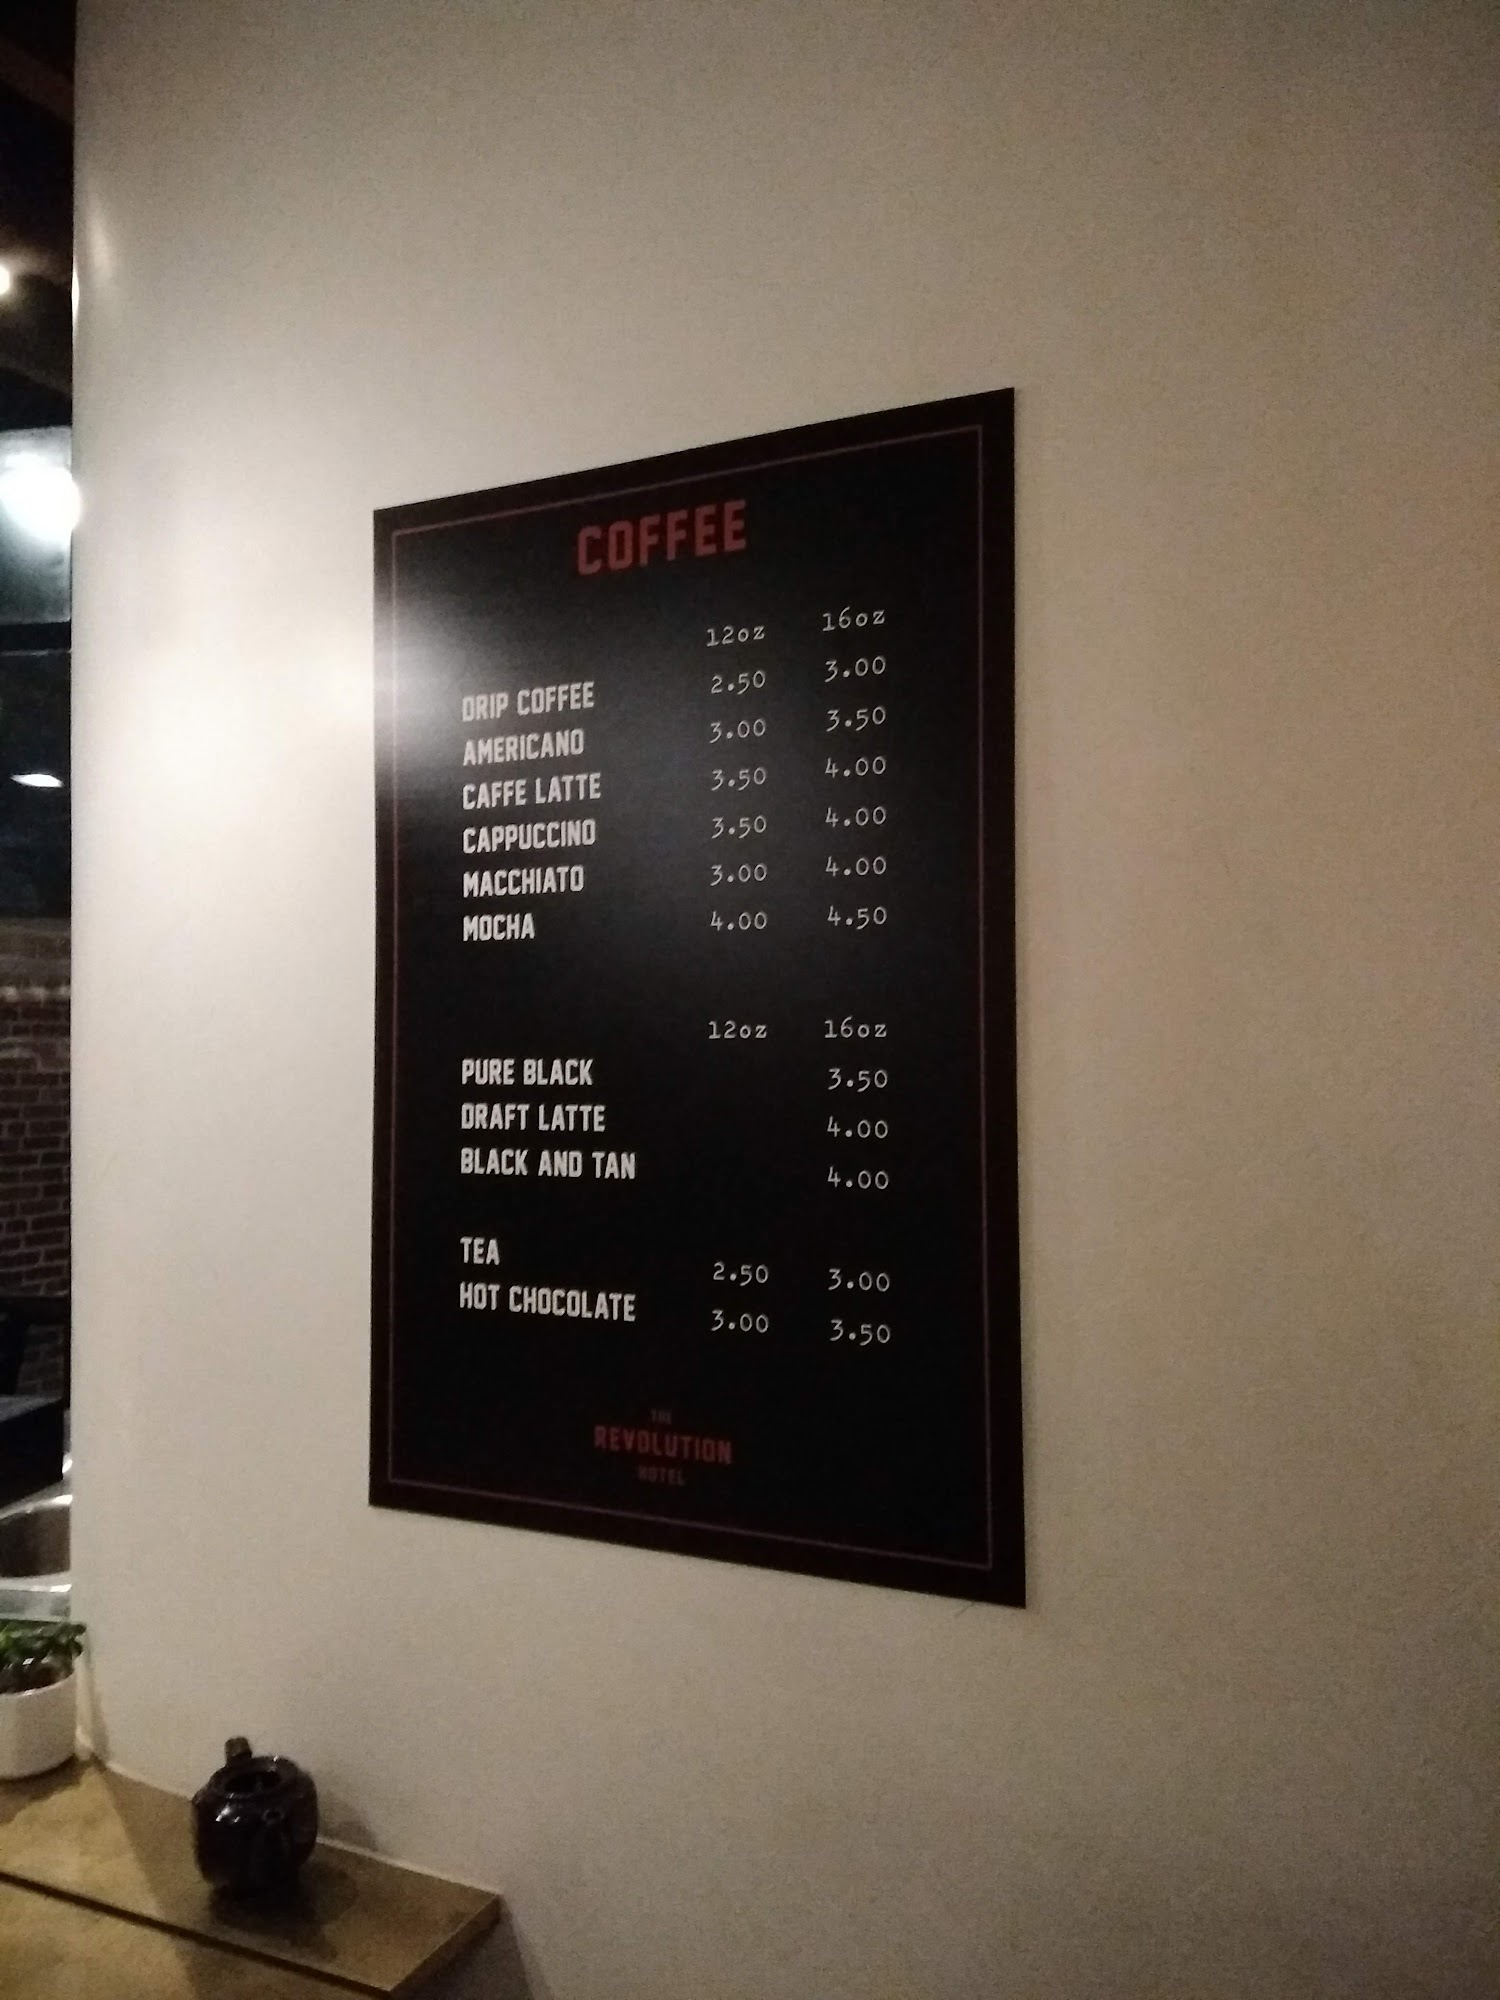 COFFEE
12oz 16oz
DRIP COFFEE 2.50 3.00
AMERICANO 3.00 3.50
CAFFE LATTE 3.50 4.00
CAPPUCCINO 3.50 4.00
MACCHIATO 3.00 4.00
MOCHA 4.00 4.50
12oz 16oz
PURE BLACK 3.50
DRAFT LATTE 4.00
BLACK AND TAN 4.00
TEA 2.50 3.00
HOT CHOCOLATE 3.00 3.50
THE
REVOLUTION
HOTEL